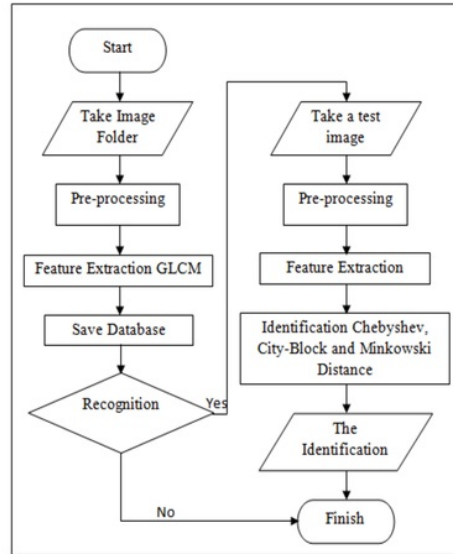 Start
Take Image
Folder
Pre-processing
Feature Extraction GLCM
Save Database
Recognition
Yes
No
Take a test
image
Pre-processing
Feature Extraction
Identification Chebyshev,
City-Block and Minkowski
Distance
The
Identification
Finish